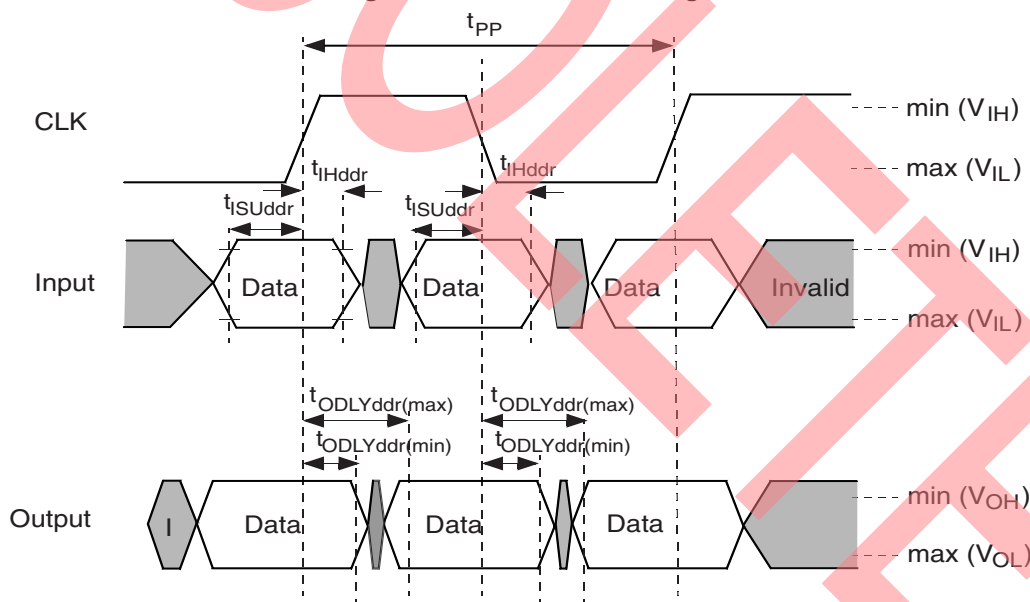 tPP
CLK
min (VIH)
max (VIL)
tIHddr
tIHddr
tISUddr
tISUddr
Input
Data
Data
Data
Invalid
min (VIH)
max (VIL)
tODLYddr(max)
tODLYddr(max)
tODLYddr(min)
tODLYddr(min)
Output
I
Data
Data
Data
min (VOH)
max (VOL)